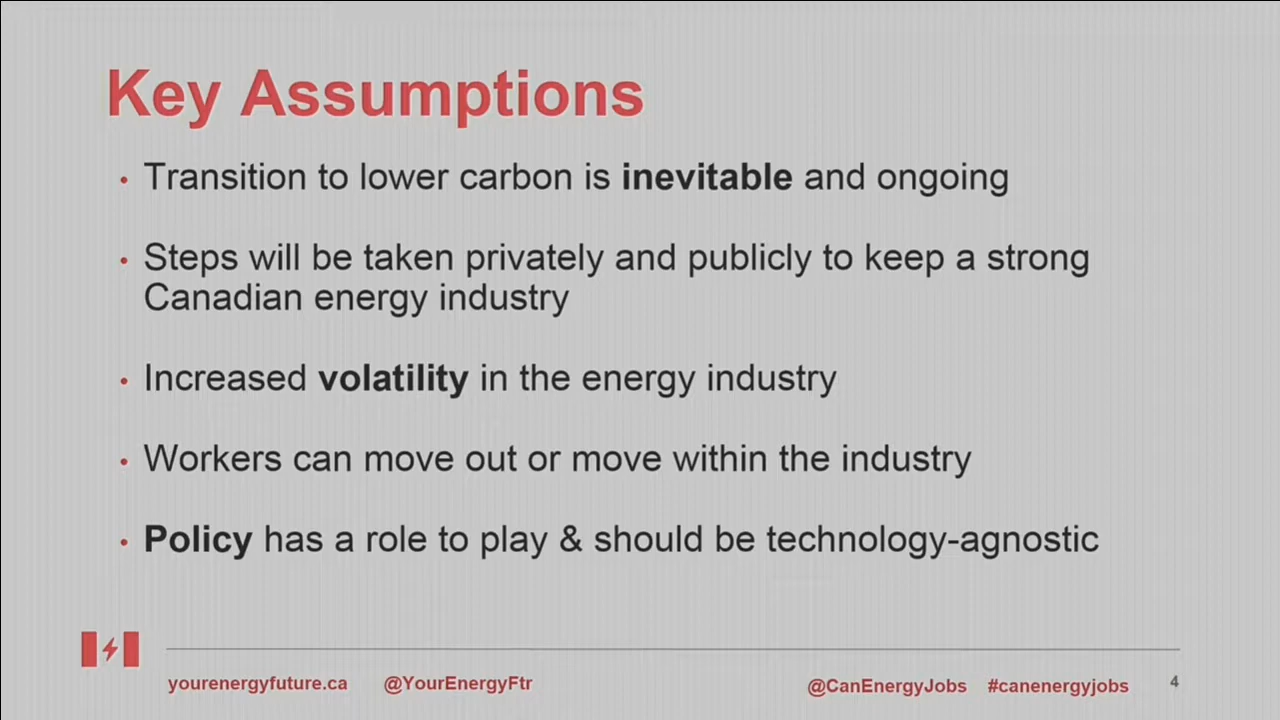 Key Assumptions
• Transition to lower carbon is inevitable and ongoing
• Steps will be taken privately and publicly to keep a strong
Canadian energy industry
• Increased volatility in the energy industry
• Workers can move out or move within the industry
• Policy has a role to play & should be technology-agnostic
yourenergyfuture.ca @YourEnergyFtr @CanEnergyJobs #canenergyjobs 4